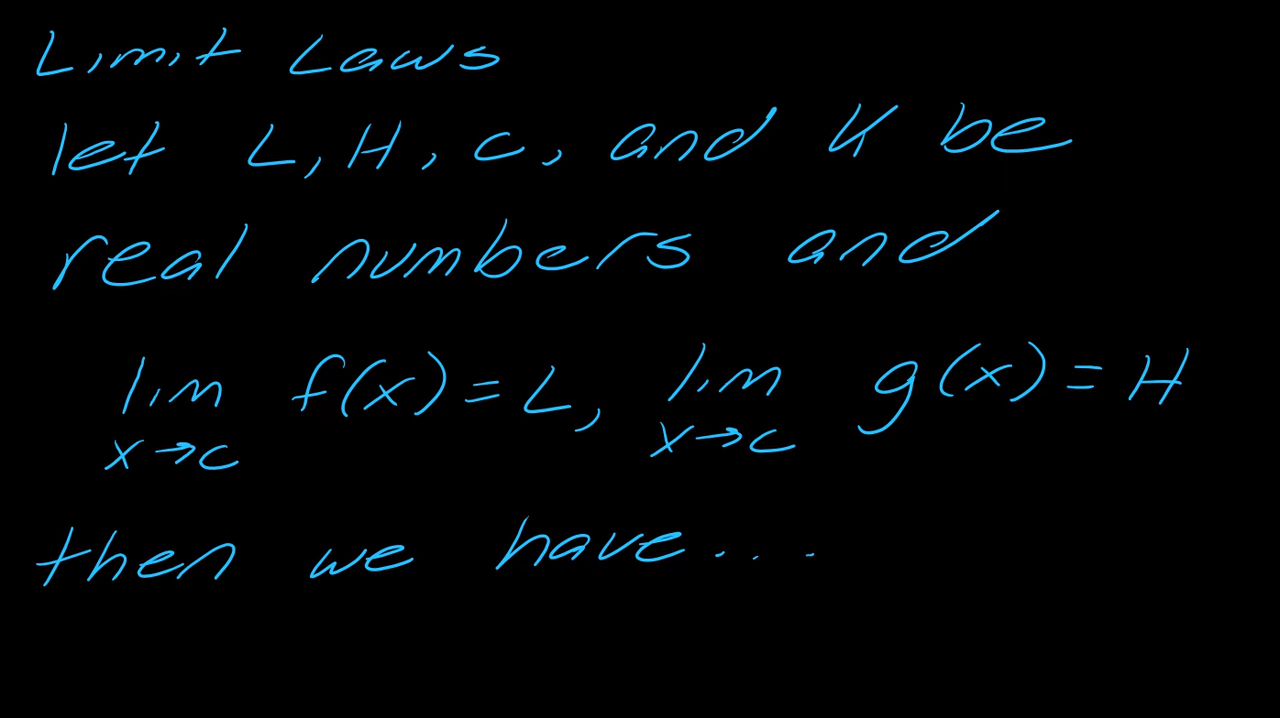 Limit Laws
let L, H, c, and K be
real numbers and
lim f(x) = L, lim g(x) = H
x→c x→c
then we have...